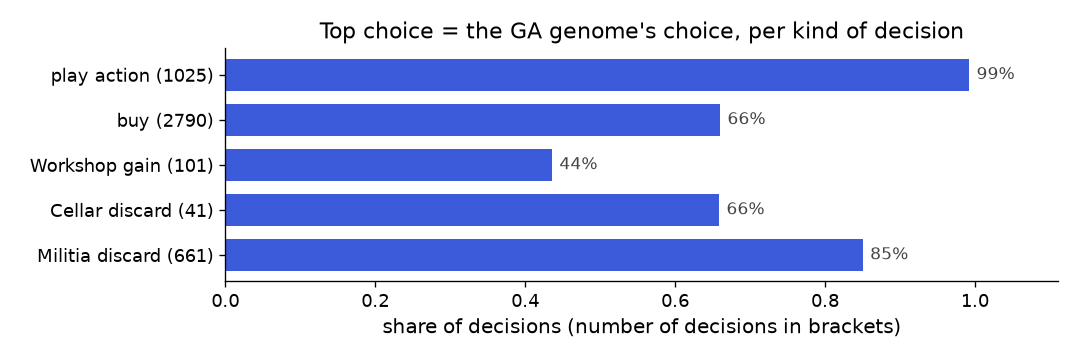 Top choice = the GA genome's choice, per kind of decision
play action (1025)
99%
buy (2790)
66%
Workshop gain (101)
44%
Cellar discard (41)
66%
Militia discard (661)
85%
0.0 0.2 0.4 0.6 0.8 1.0
share of decisions (number of decisions in brackets)